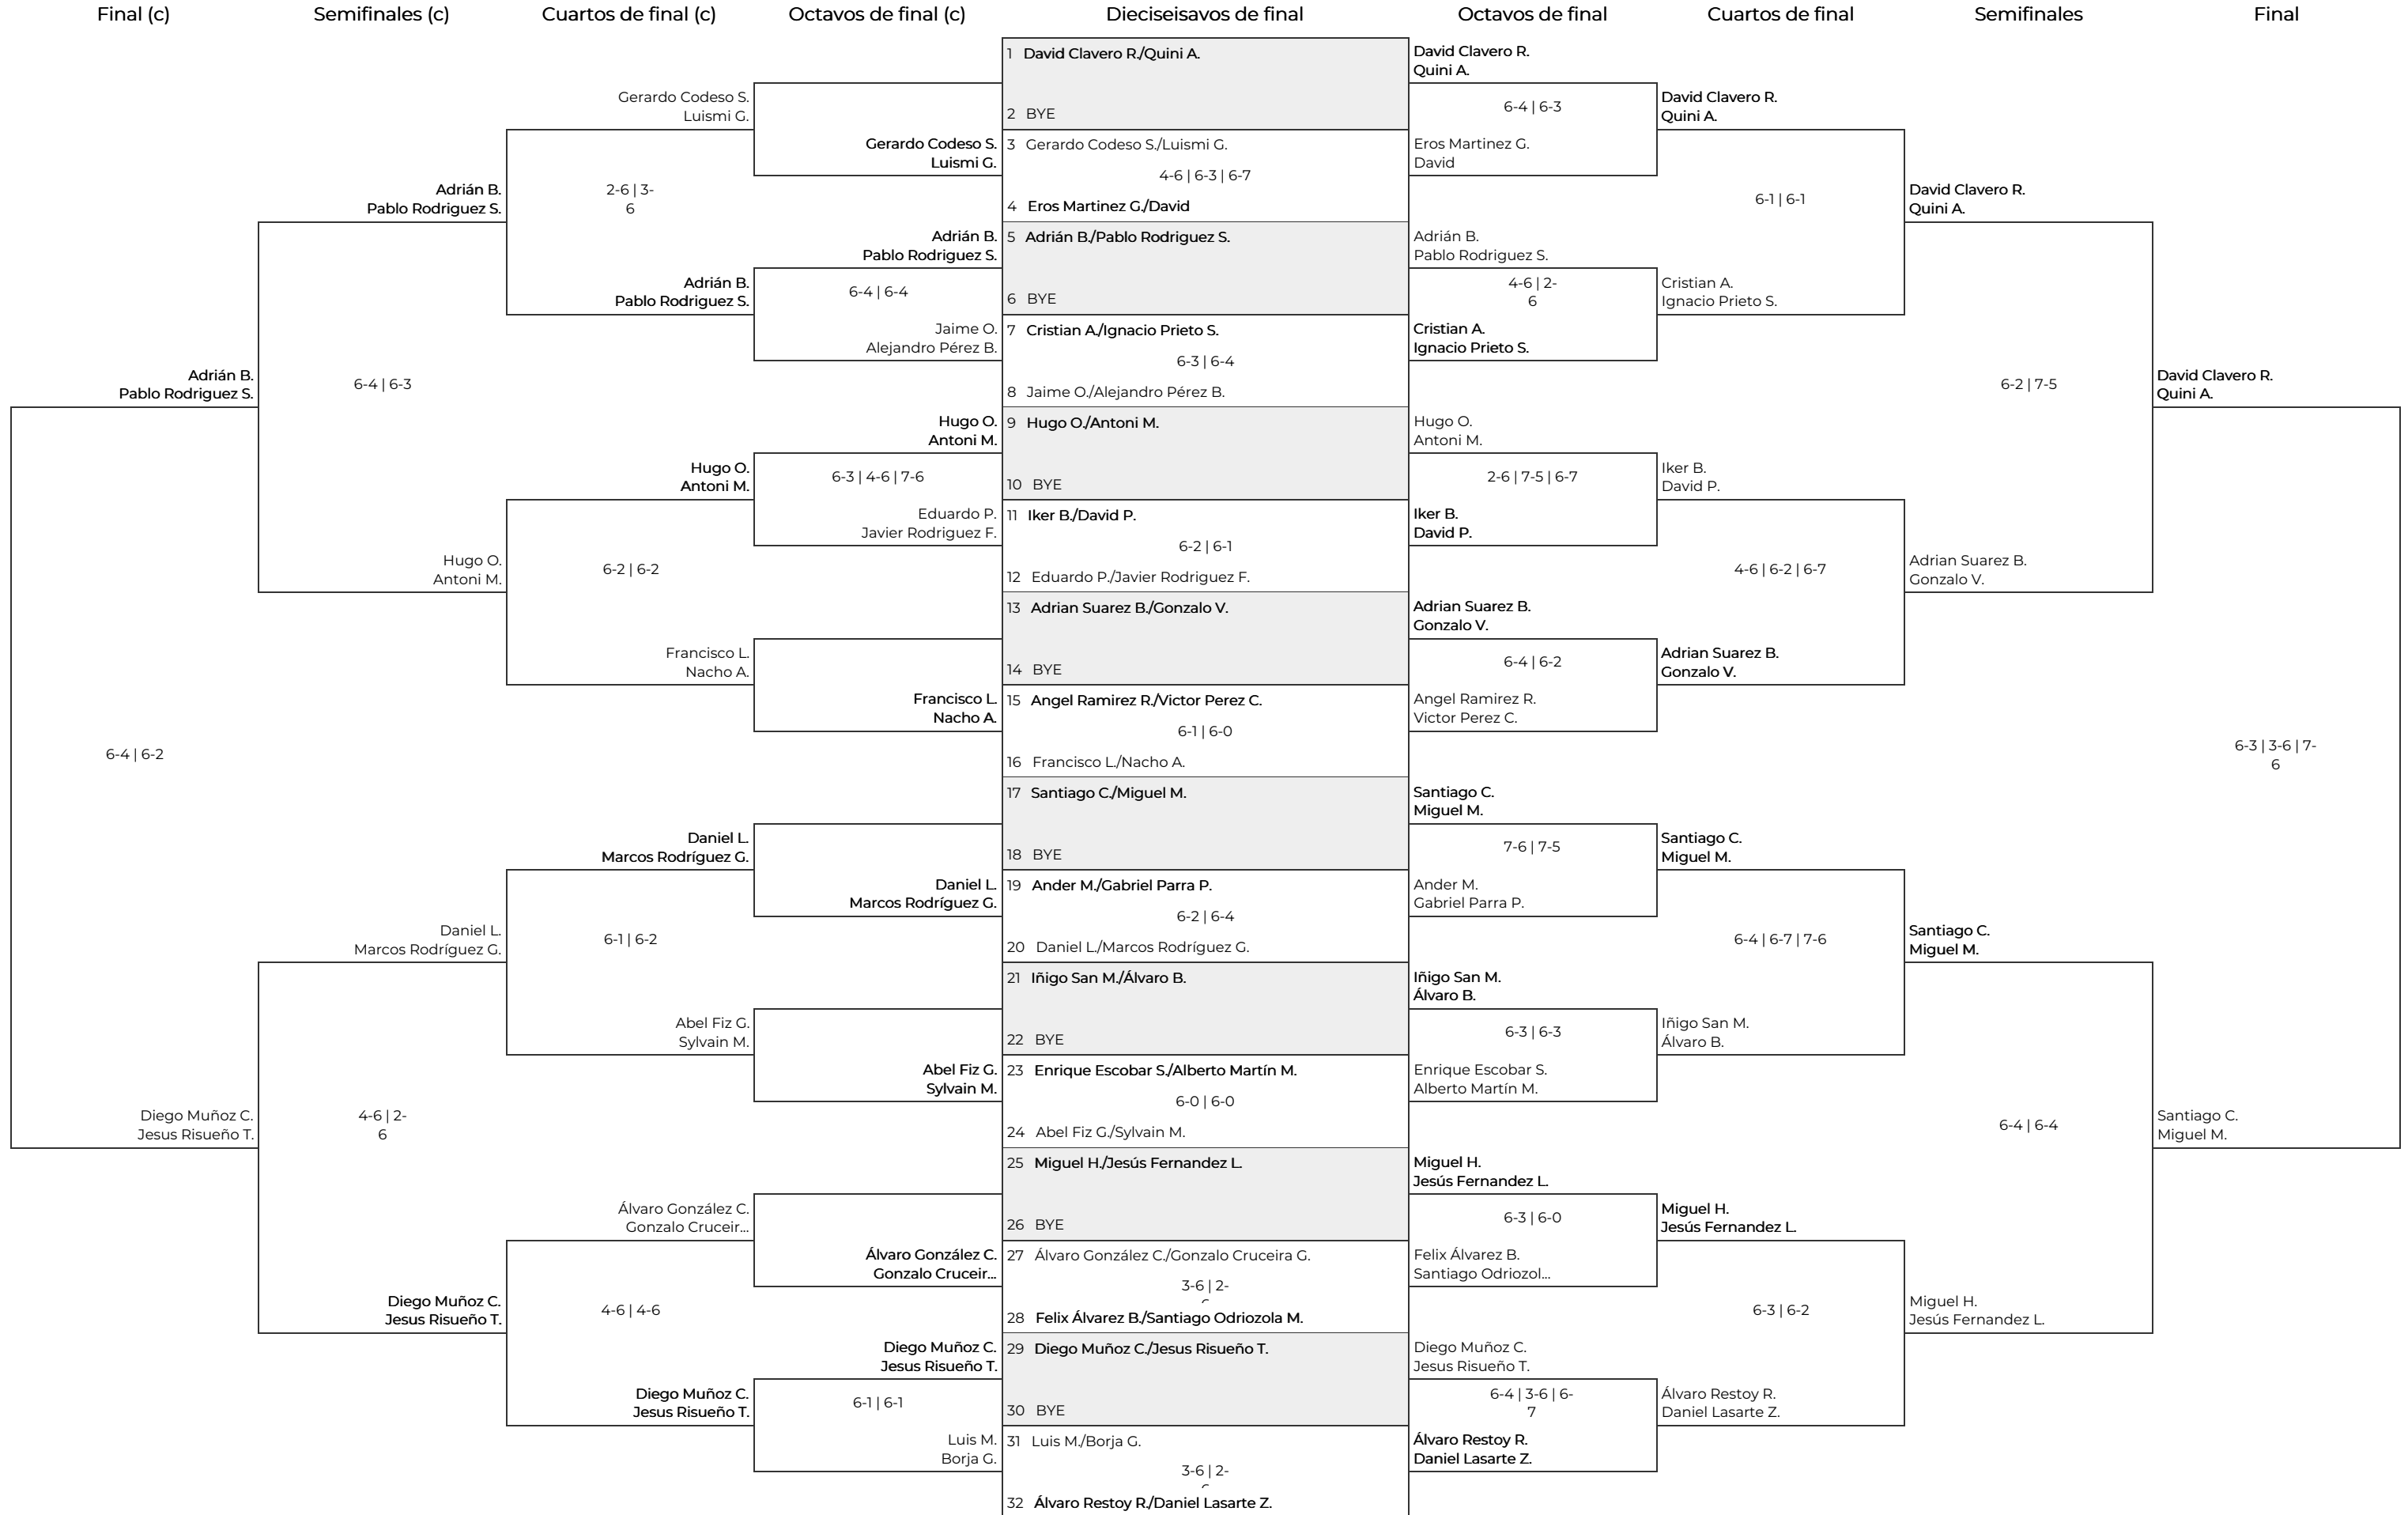 Final (c)
Semifinales (c)
Cuartos de final (c)
Octavos de final (c)
Dieciseisavos de final
Octavos de final
Cuartos de final
Semifinales
Final
Adrián B.
Pablo Rodriguez S.
6-4 | 6-2
Diego Muñoz C.
Jesus Risueño T.
Adrián B.
Pablo Rodriguez S.
6-4 | 6-3
Hugo O.
Antoni M.
Daniel L.
Marcos Rodríguez G.
4-6 | 2-
6
Diego Muñoz C.
Jesus Risueño T.
Gerardo Codeso S.
Luismi G.
2-6 | 3-
6
Adrián B.
Pablo Rodriguez S.
Hugo O.
Antoni M.
6-2 | 6-2
Francisco L.
Nacho A.
Daniel L.
Marcos Rodríguez G.
6-1 | 6-2
Abel Fiz G.
Sylvain M.
Álvaro González C.
Gonzalo Cruceir...
4-6 | 4-6
Diego Muñoz C.
Jesus Risueño T.
Gerardo Codeso S.
Luismi G.
Adrián B.
Pablo Rodriguez S.
6-4 | 6-4
Jaime O.
Alejandro Pérez B.
Hugo O.
Antoni M.
6-3 | 4-6 | 7-6
Eduardo P.
Javier Rodriguez F.
Francisco L.
Nacho A.
Daniel L.
Marcos Rodríguez G.
Abel Fiz G.
Sylvain M.
Álvaro González C.
Gonzalo Cruceir...
Diego Muñoz C.
Jesus Risueño T.
6-1 | 6-1
Luis M.
Borja G.
1 David Clavero R./Quini A.
2 BYE
3 Gerardo Codeso S./Luismi G.
4-6 | 6-3 | 6-7
4 Eros Martinez G./David
5 Adrián B./Pablo Rodriguez S.
6 BYE
7 Cristian A./Ignacio Prieto S.
6-3 | 6-4
8 Jaime O./Alejandro Pérez B.
9 Hugo O./Antoni M.
10 BYE
11 Iker B./David P.
6-2 | 6-1
12 Eduardo P./Javier Rodriguez F.
13 Adrian Suarez B./Gonzalo V.
14 BYE
15 Angel Ramirez R./Victor Perez C.
6-1 | 6-0
16 Francisco L./Nacho A.
17 Santiago C./Miguel M.
18 BYE
19 Ander M./Gabriel Parra P.
6-2 | 6-4
20 Daniel L./Marcos Rodríguez G.
21 Iñigo San M./Álvaro B.
22 BYE
23 Enrique Escobar S./Alberto Martín M.
6-0 | 6-0
24 Abel Fiz G./Sylvain M.
25 Miguel H./Jesús Fernandez L.
26 BYE
27 Álvaro González C./Gonzalo Cruceira G.
3-6 | 2-
28 Felix Álvarez B./Santiago Odriozola M.
29 Diego Muñoz C./Jesus Risueño T.
30 BYE
31 Luis M./Borja G.
3-6 | 2-
32 Álvaro Restoy R./Daniel Lasarte Z.
David Clavero R.
Quini A.
6-4 | 6-3
Eros Martinez G.
David
Adrián B.
Pablo Rodriguez S.
4-6 | 2-
6
Cristian A.
Ignacio Prieto S.
Hugo O.
Antoni M.
2-6 | 7-5 | 6-7
Iker B.
David P.
Adrian Suarez B.
Gonzalo V.
6-4 | 6-2
Angel Ramirez R.
Victor Perez C.
Santiago C.
Miguel M.
7-6 | 7-5
Ander M.
Gabriel Parra P.
Iñigo San M.
Álvaro B.
6-3 | 6-3
Enrique Escobar S.
Alberto Martín M.
Miguel H.
Jesús Fernandez L.
6-3 | 6-0
Felix Álvarez B.
Santiago Odriozol...
Diego Muñoz C.
Jesus Risueño T.
6-4 | 3-6 | 6-
7
Álvaro Restoy R.
Daniel Lasarte Z.
David Clavero R.
Quini A.
6-1 | 6-1
Cristian A.
Ignacio Prieto S.
Iker B.
David P.
4-6 | 6-2 | 6-7
Adrian Suarez B.
Gonzalo V.
Santiago C.
Miguel M.
6-4 | 6-7 | 7-6
Iñigo San M.
Álvaro B.
Miguel H.
Jesús Fernandez L.
6-3 | 6-2
Álvaro Restoy R.
Daniel Lasarte Z.
David Clavero R.
Quini A.
6-2 | 7-5
Adrian Suarez B.
Gonzalo V.
Santiago C.
Miguel M.
6-4 | 6-4
Miguel H.
Jesús Fernandez L.
David Clavero R.
Quini A.
6-3 | 3-6 | 7-
6
Santiago C.
Miguel M.